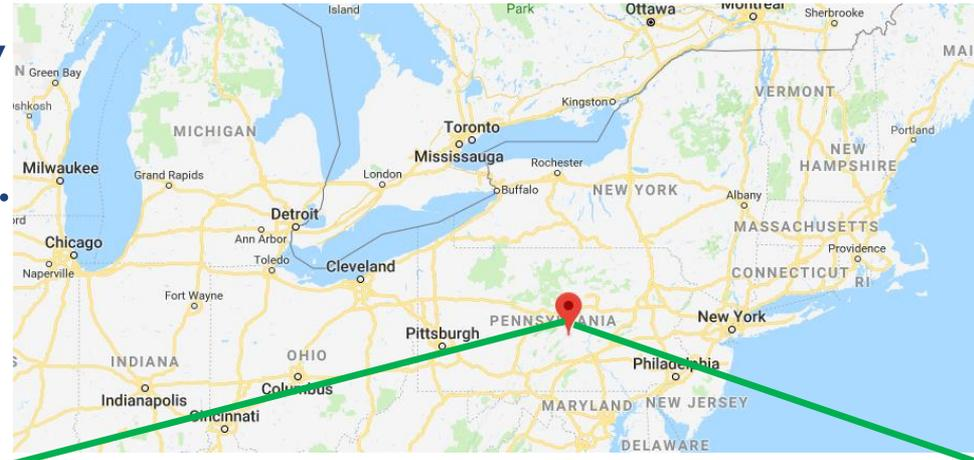 Island
Park
Ottawa
Montreal
Sherbrooke
Green Bay
Kingston
VERMONT
MICHIGAN
Toronto
Mississauga
Portland
NEW
HAMPSHIRE
Milwaukee
Grand Rapids
London
Rochester
Buffalo
NEW YORK
Albany
Detroit
Ann Arbor
MASSACHUSETTS
Chicago
Naperville
Toledo
Cleveland
Providence
CONNECTICUT
RI
Fort Wayne
PENNSYLVANIA
New York
Pittsburgh
INDIANA
OHIO
Philadelphia
Columbus
Indianapolis
Cincinnati
MARYLAND
NEW JERSEY
DELAWARE